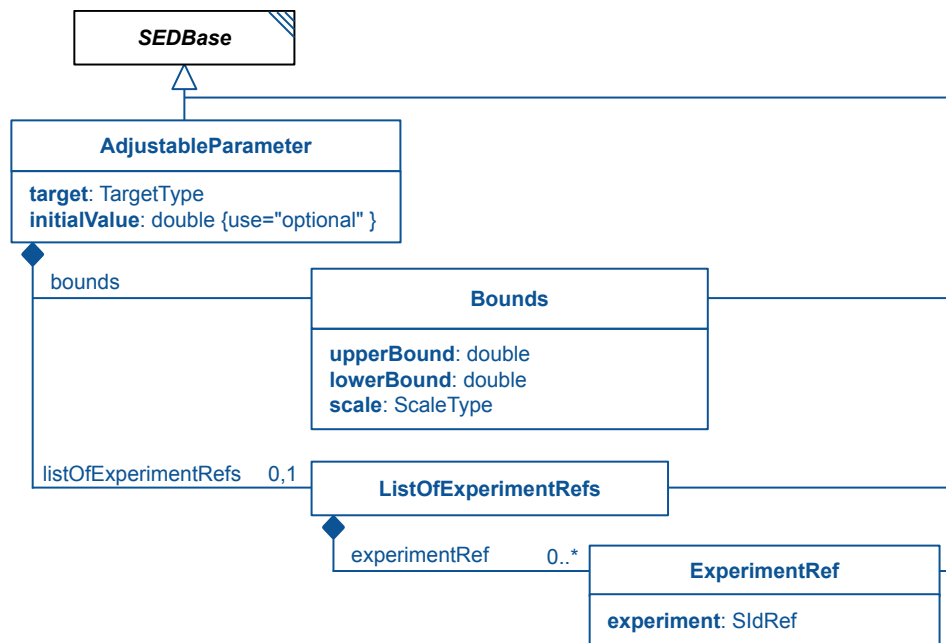 SEDBase
AdjustableParameter
target: TargetType
initialValue: double {use="optional" }
bounds
Bounds
upperBound: double
lowerBound: double
scale: ScaleType
listOfExperimentRefs 0,1
ListOfExperimentRefs
experimentRef 0..*
ExperimentRef
experiment: SIdRef